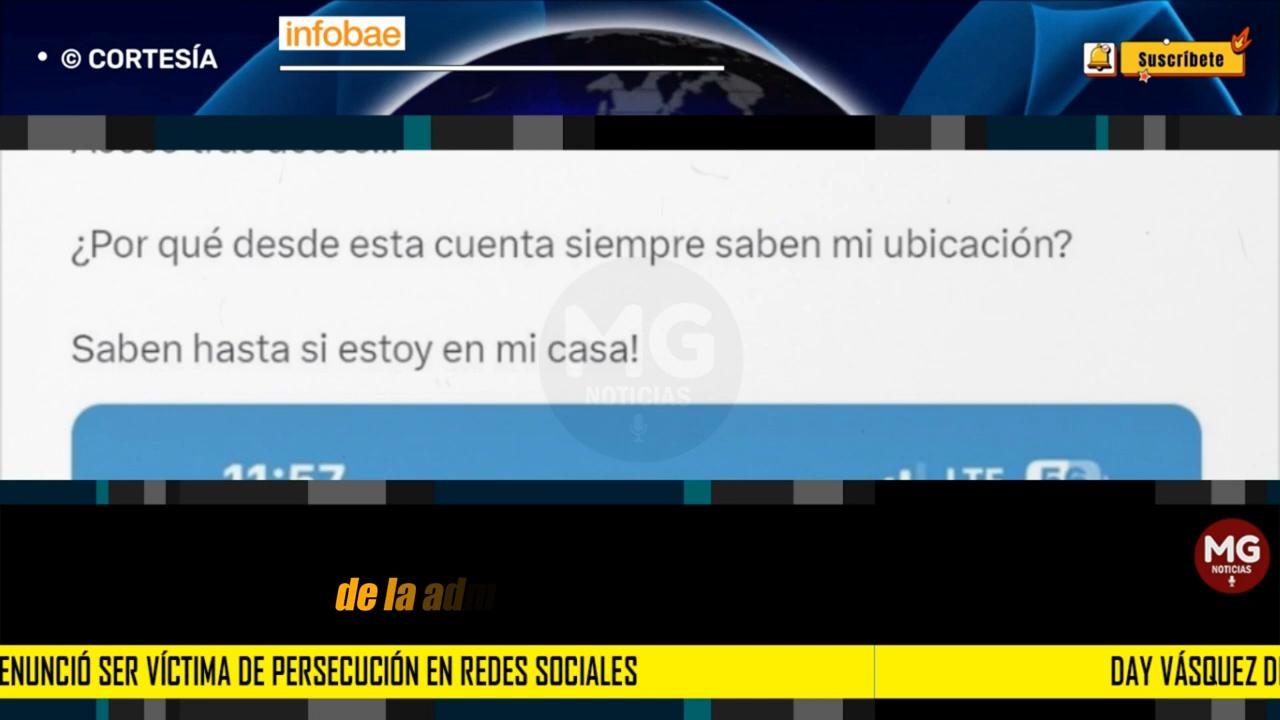 infobae
• © CORTESÍA
Suscríbete
¿Por qué desde esta cuenta siempre saben mi ubicación?
Saben hasta si estoy en mi casa!
MG
NOTICIAS
11:57
LTE 56
MG
NOTICIAS
de la adm
ENUNCIÓ SER VÍCTIMA DE PERSECUCIÓN EN REDES SOCIALES
DAY VÁSQUEZ D